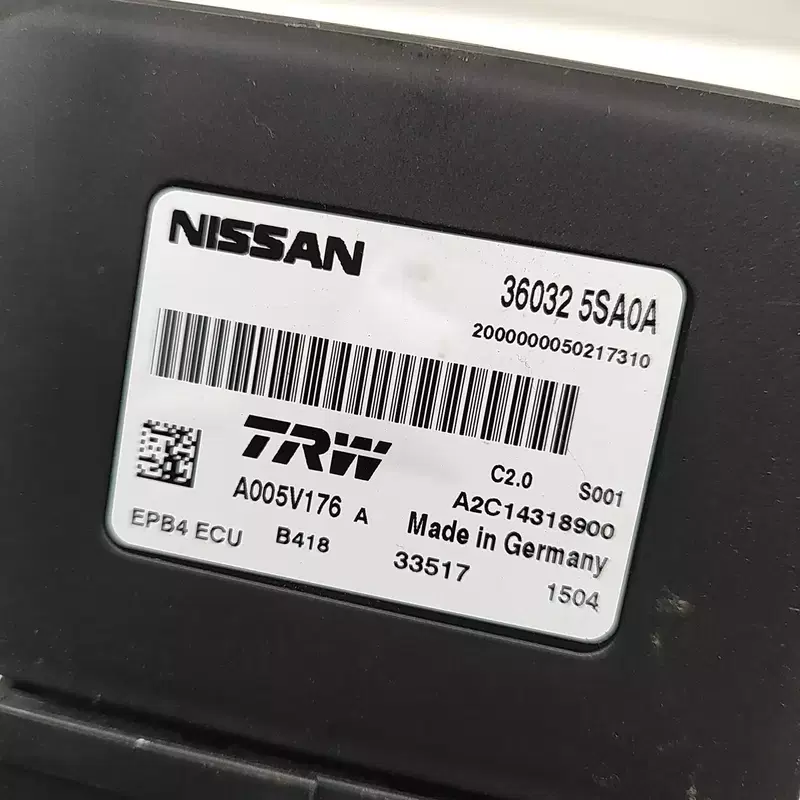 NISSAN
36032 5SA0A
2000000050217310
TRW
C2.0 S001
A005V176 A
A2C14318900
EPB4 ECU B418
Made in Germany
33517 1504